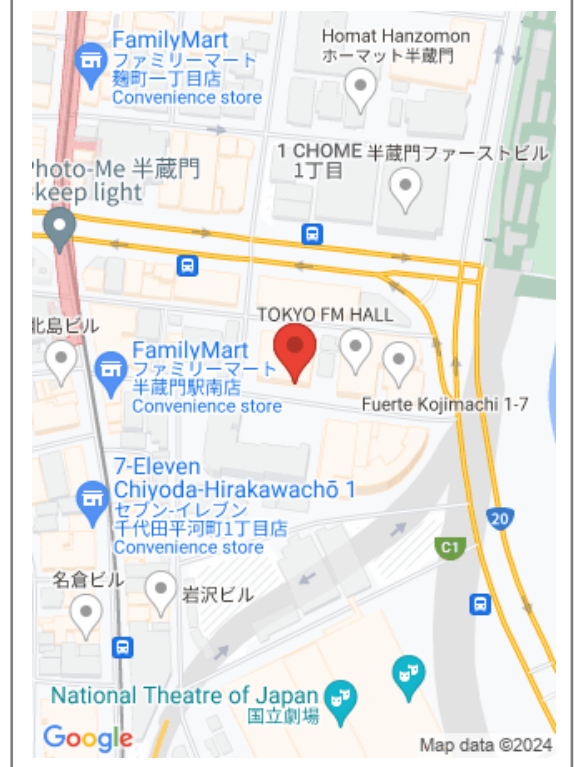 FamilyMart
ファミリーマート
麹町一丁目店
Convenience store
Homat Hanzomon
ホーマット半蔵門
1 CHOME
1丁目
半蔵門ファーストビル
Photo-Me 半蔵門
keep light
TOKYO FM HALL
北島ビル
FamilyMart
ファミリーマート
半蔵門駅南店
Convenience store
Fuerte Kojimachi 1-7
7-Eleven
Chiyoda-Hirakawachō 1
セブン-イレブン
千代田平河町1丁目店
Convenience store
20
C1
名倉ビル
岩沢ビル
National Theatre of Japan
国立劇場
Google
Map data ©2024